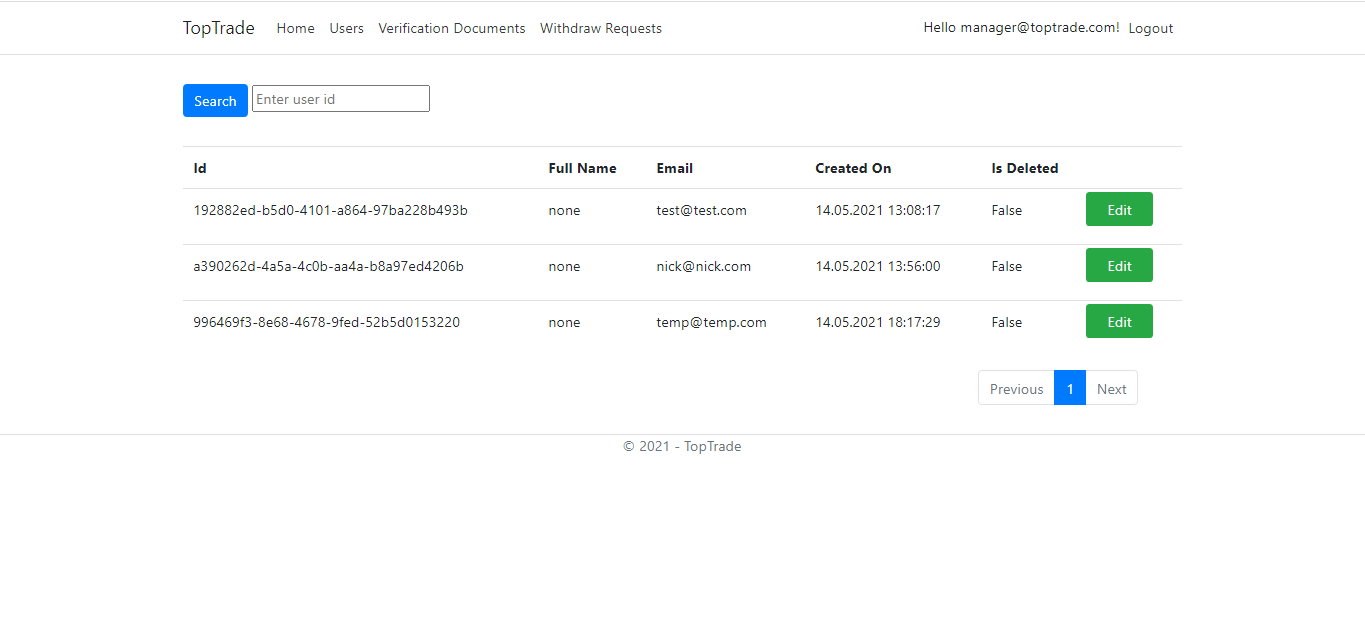 TopTrade Home Users Verification Documents Withdraw Requests Hello manager@toptrade.com! Logout
Search Enter user id
Id Full Name Email Created On Is Deleted
192882ed-b5d0-4101-a864-97ba228b493b none test@test.com 14.05.2021 13:08:17 False Edit
a390262d-4a5a-4c0b-aa4a-b8a97ed4206b none nick@nick.com 14.05.2021 13:56:00 False Edit
996469f3-8e68-4678-9fed-52b5d0153220 none temp@temp.com 14.05.2021 18:17:29 False Edit
Previous 1 Next
© 2021 - TopTrade